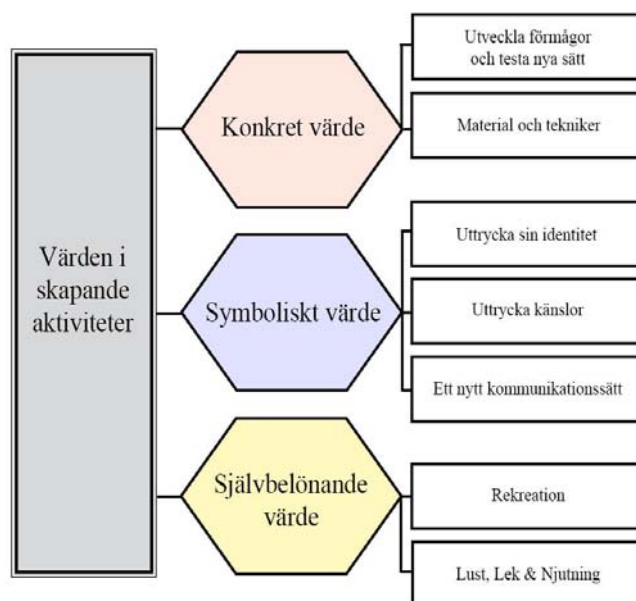 Värden i
skapande
aktiviteter
Konkret värde
Utveckla förmågor
och testa nya sätt
Material och tekniker
Symboliskt värde
Uttrycka sin identitet
Uttrycka känslor
Ett nytt kommunikationssätt
Självbelönande
värde
Rekreation
Lust, Lek & Njutning